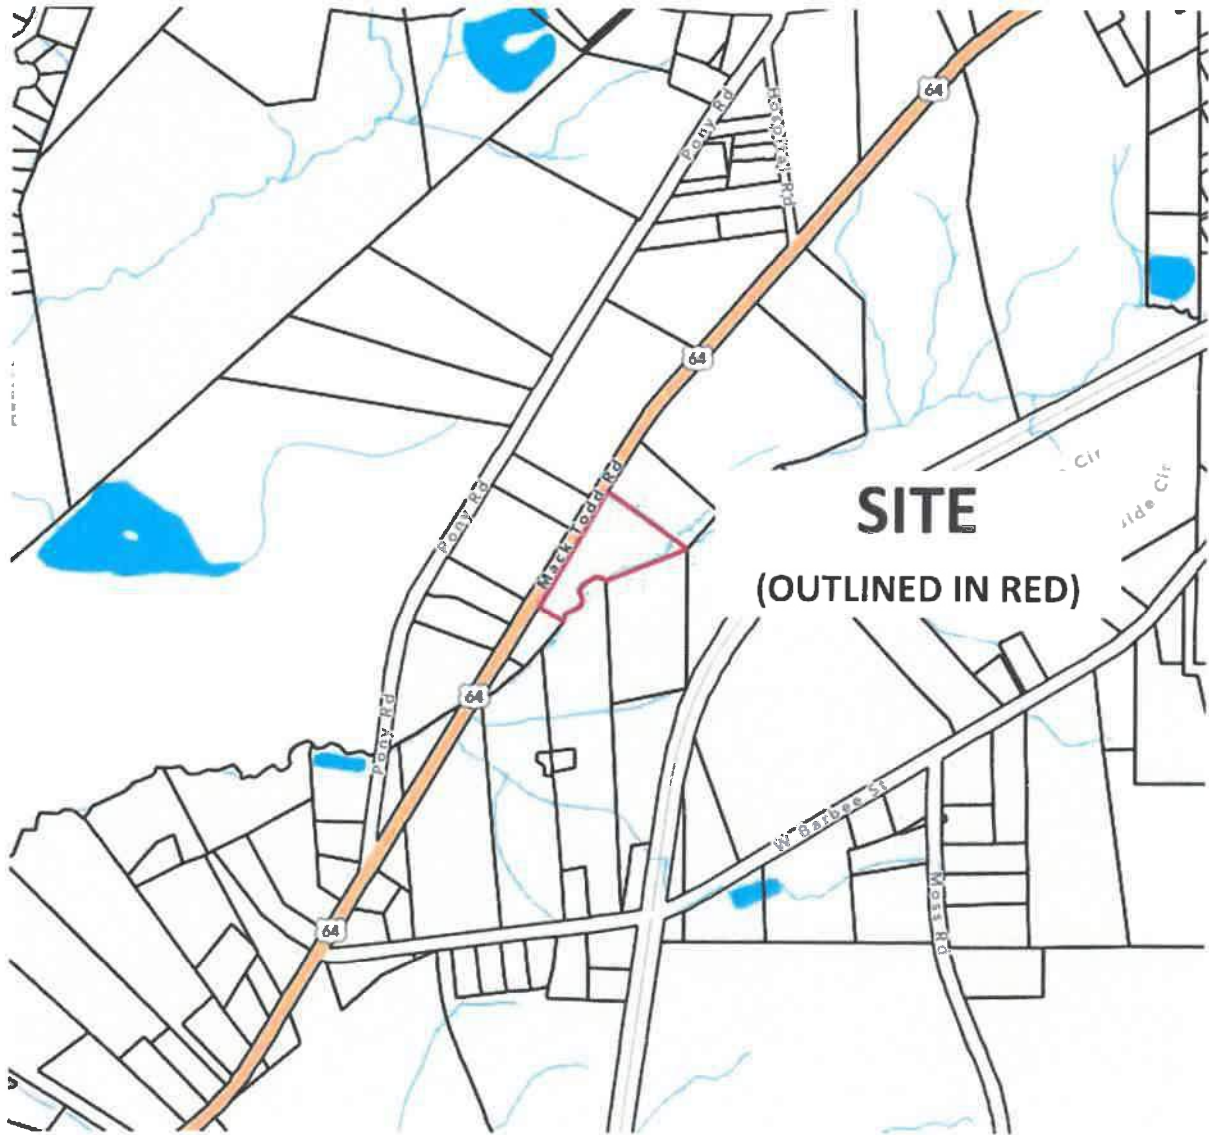 64
Pony Rd
64
SITE
(OUTLINED IN RED)
Cir
Pony Rd
Mack Todd Rd
64
Pony Rd
W Barbee St
Moss Rd
64